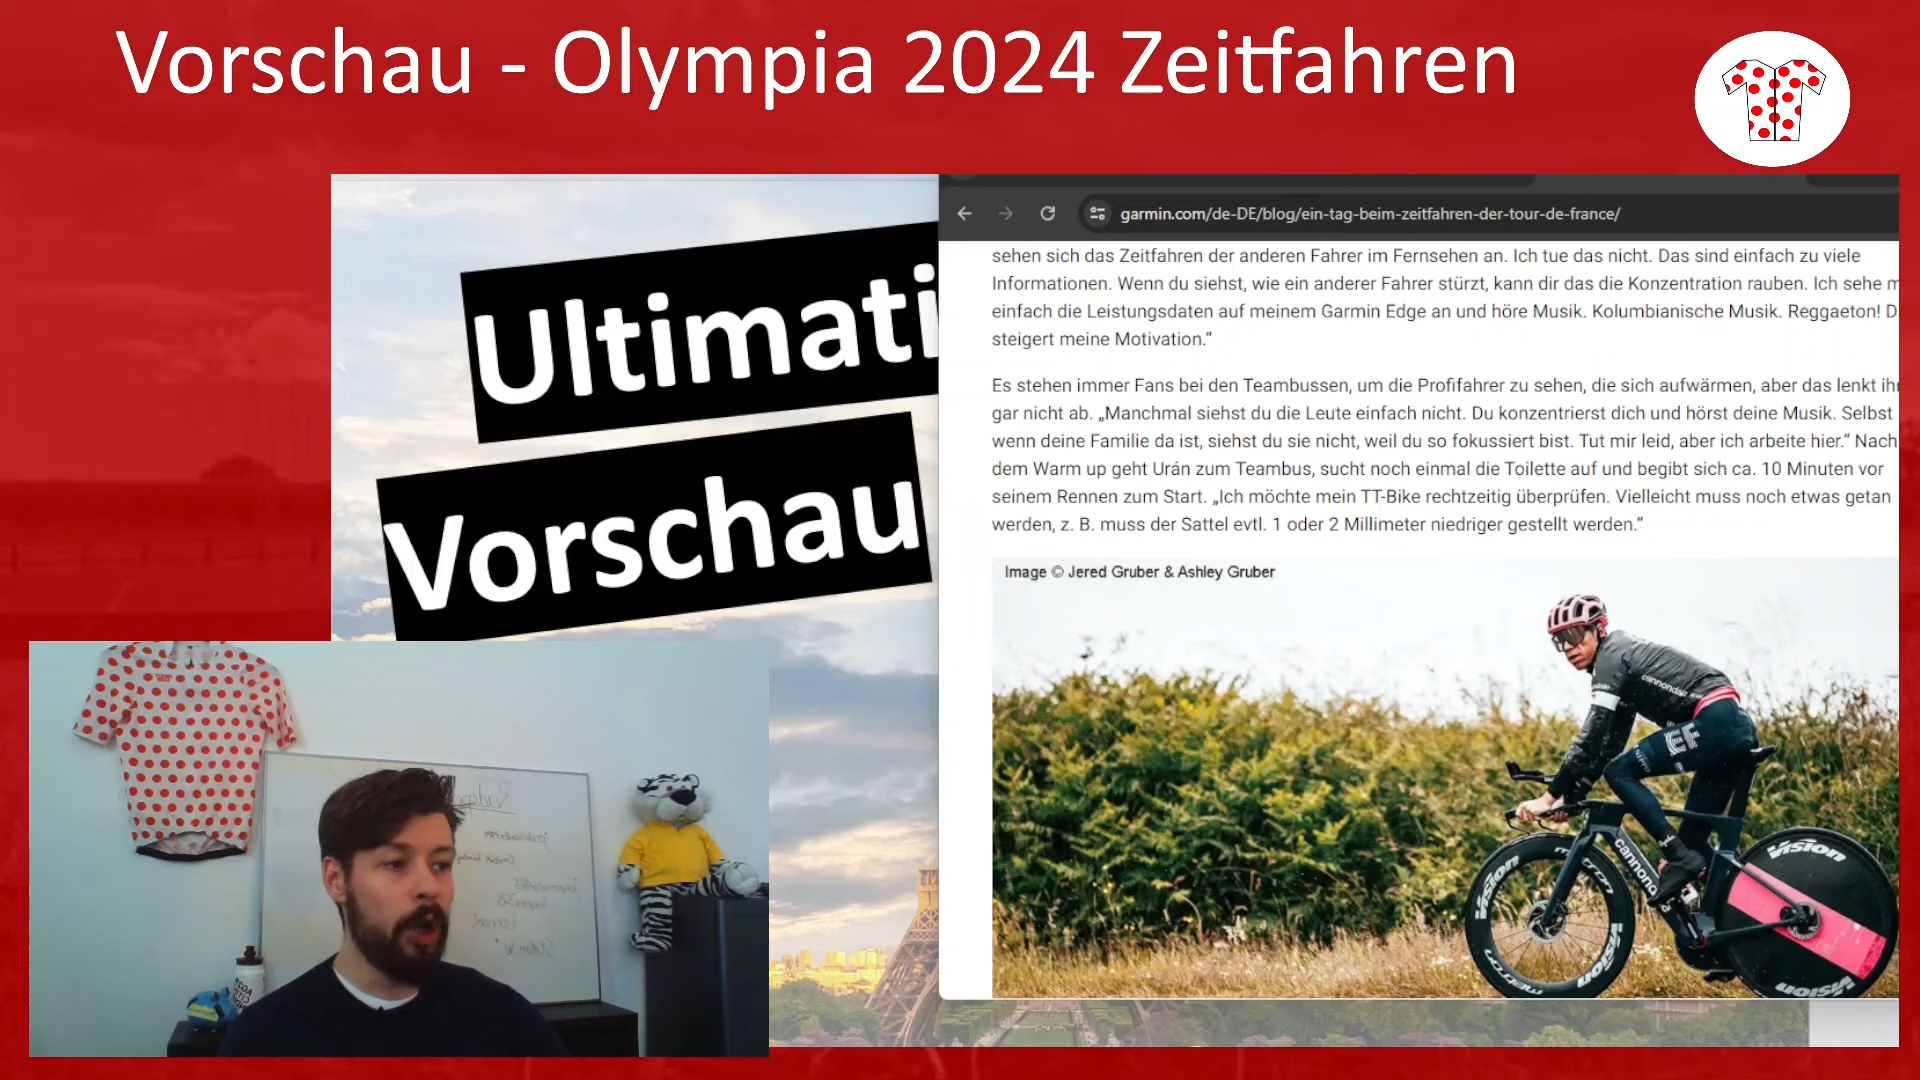 Vorschau - Olympia 2024 Zeitfahren
garmin.com/de-DE/blog/ein-tag-beim-zeitfahren-der-tour-de-france/
Ultimati
Vorschau
sehen sich das Zeitfahren der anderen Fahrer im Fernsehen an. Ich tue das nicht. Das sind einfach zu viele
Informationen. Wenn du siehst, wie ein anderer Fahrer stürzt, kann dir das die Konzentration rauben. Ich sehe m
einfach die Leistungsdaten auf meinem Garmin Edge an und höre Musik. Kolumbianische Musik. Reggaeton! D
steigert meine Motivation.“
Es stehen immer Fans bei den Teambussen, um die Profifahrer zu sehen, die sich aufwärmen, aber das lenkt ihn
gar nicht ab. „Manchmal siehst du die Leute einfach nicht. Du konzentrierst dich und hörst deine Musik. Selbst
wenn deine Familie da ist, siehst du sie nicht, weil du so fokussiert bist. Tut mir leid, aber ich arbeite hier.“ Nach
dem Warm up geht Urán zum Teambus, sucht noch einmal die Toilette auf und begibt sich ca. 10 Minuten vor
seinem Rennen zum Start. „Ich möchte mein TT-Bike rechtzeitig überprüfen. Vielleicht muss noch etwas getan
werden, z. B. muss der Sattel evtl. 1 oder 2 Millimeter niedriger gestellt werden.“
Image © Jered Gruber & Ashley Gruber
cannondale
cannond
Vision
metron
Vision
Vision
Vision